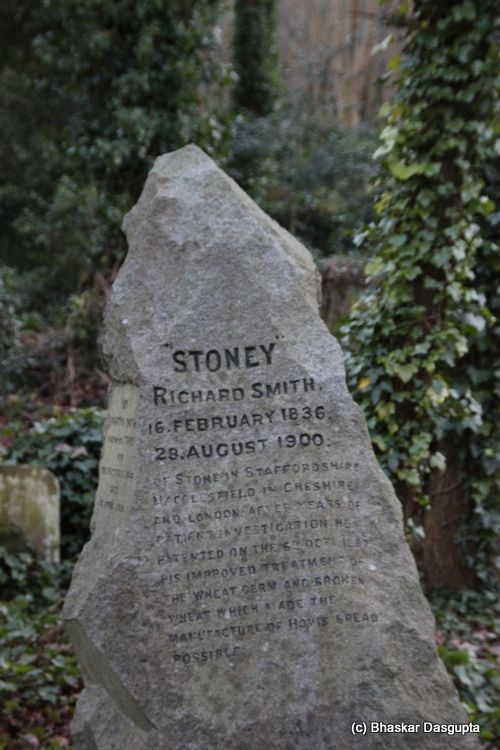 "STONEY"
RICHARD SMITH.
16. FEBRUARY 1836
28. AUGUST 1900.
OF STONE IN STAFFORDSHIRE
MACCLESFIELD IN CHESHIRE
AND LONDON AFTER YEARS OF
PATIENT INVESTIGATION HE
PATENTED ON THE 6TH OCT. 1887
HIS IMPROVED TREATMENT OF
THE WHEAT GERM AND BROKEN
WHEAT WHICH MADE THE
MANUFACTURE OF HOVIS BREAD
POSSIBLE.
(c) Bhaskar Dasgupta